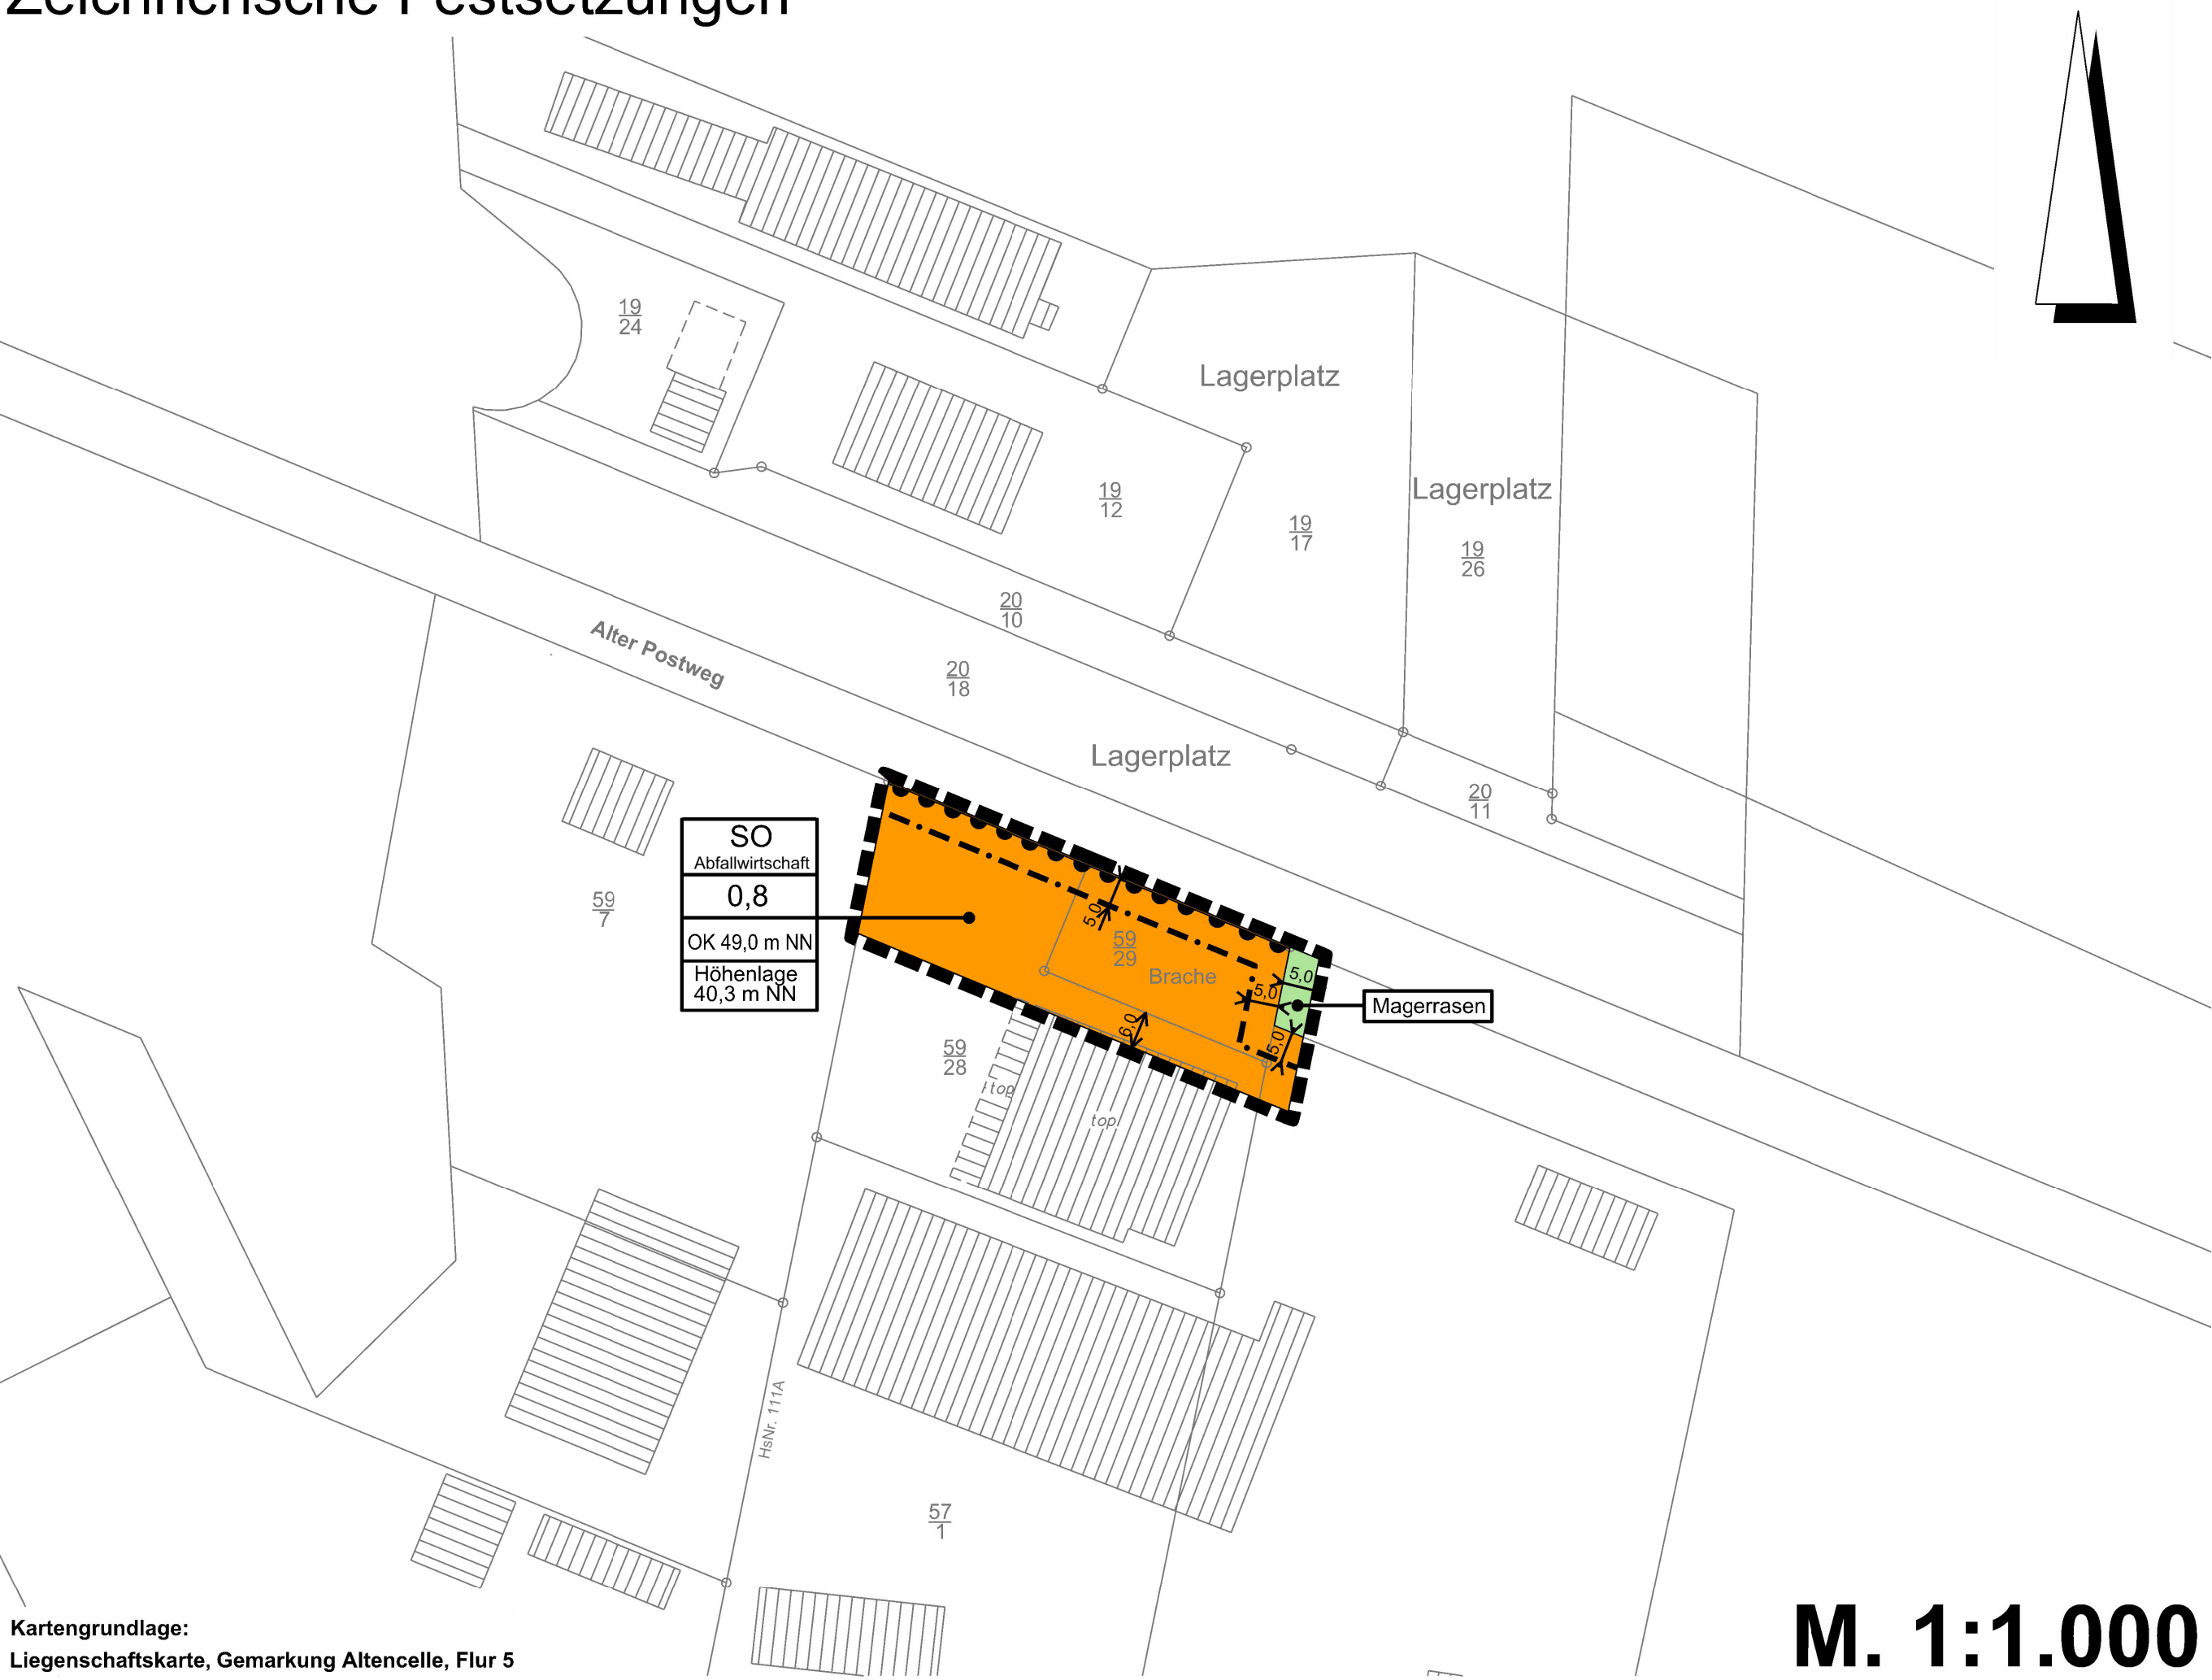 Zeichnerische Festsetzungen
19
24
Lagerplatz
Lagerplatz
19
12
19
17
19
26
20
10
Alter Postweg
20
18
Lagerplatz
20
11
SO
Abfallwirtschaft
0,8
OK 49,0 m NN
Höhenlage
40,3 m NN
59
7
5,0
59
29
Brache
5,0
5,0
Magerrasen
6,0
5,0
59
28
top
top
HsNr. 111A
57
1
Kartengrundlage:
Liegenschaftskarte, Gemarkung Altencelle, Flur 5
M. 1:1.000